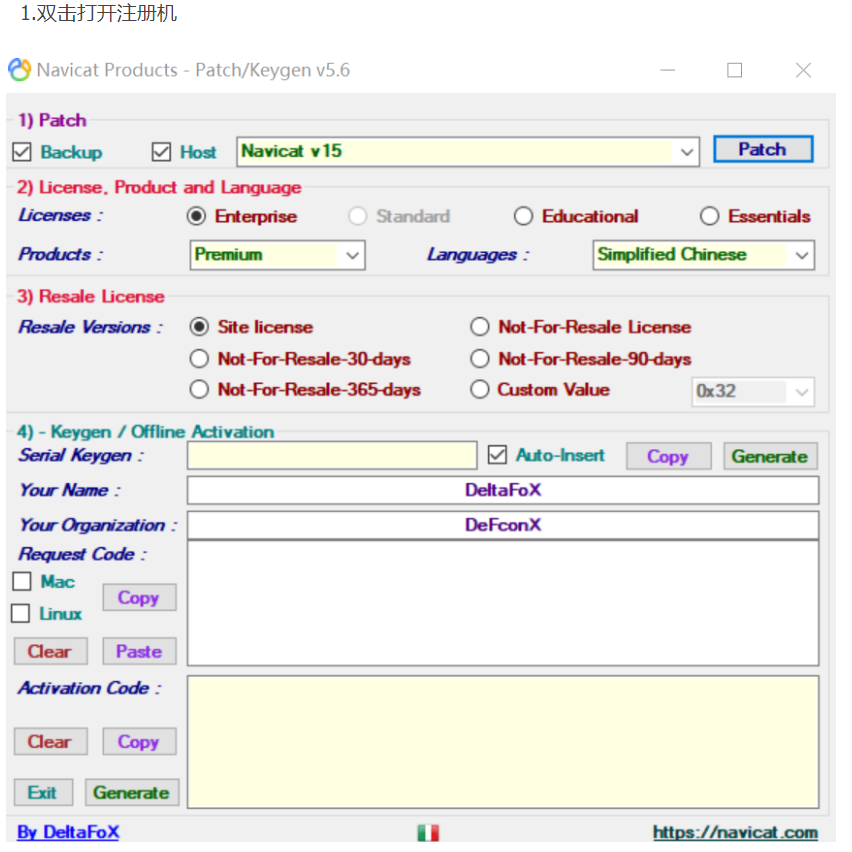 1.双击打开注册机
Navicat Products - Patch/Keygen v5.6
1) Patch
Backup Host Navicat v15 Patch
2) License, Product and Language
Licenses : Enterprise Standard Educational Essentials
Products : Premium Languages : Simplified Chinese
3) Resale License
Resale Versions : Site license Not-For-Resale License
Not-For-Resale-30-days Not-For-Resale-90-days
Not-For-Resale-365-days Custom Value 0x32
4) - Keygen / Offline Activation
Serial Keygen : Auto-Insert Copy Generate
Your Name : DeltaFoX
Your Organization : DeFconX
Request Code :
Mac
Copy
Linux
Clear Paste
Activation Code :
Clear Copy
Exit Generate
By DeltaFoX https://navicat.com